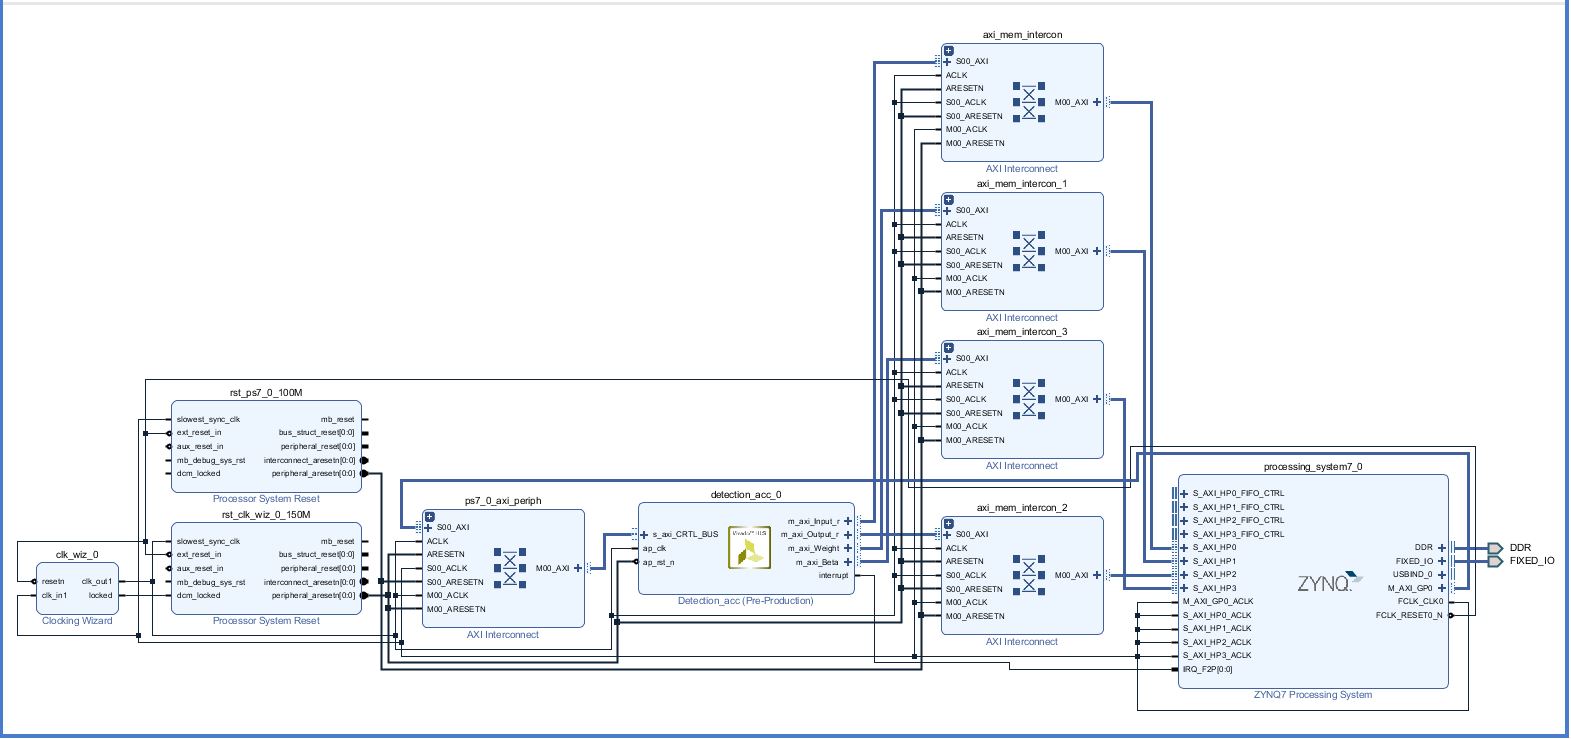 axi_mem_intercon
S00_AXI
ACLK
ARESETN
S00_ACLK
M00_AXI
S00_ARESETN
M00_ACLK
M00_ARESETN
AXI Interconnect
axi_mem_intercon_1
S00_AXI
ACLK
ARESETN
S00_ACLK
M00_AXI
S00_ARESETN
M00_ACLK
M00_ARESETN
AXI Interconnect
axi_mem_intercon_3
S00_AXI
ACLK
ARESETN
S00_ACLK
M00_AXI
S00_ARESETN
M00_ACLK
M00_ARESETN
AXI Interconnect
rst_ps7_0_100M
slowest_sync_clk
mb_reset
ext_reset_in
bus_struct_reset[0:0]
aux_reset_in
peripheral_reset[0:0]
mb_debug_sys_rst
interconnect_aresetn[0:0]
dcm_locked
peripheral_aresetn[0:0]
Processor System Reset
rst_clk_wiz_0_150M
slowest_sync_clk
mb_reset
ext_reset_in
bus_struct_reset[0:0]
aux_reset_in
peripheral_reset[0:0]
mb_debug_sys_rst
interconnect_aresetn[0:0]
dcm_locked
peripheral_aresetn[0:0]
Processor System Reset
clk_wiz_0
resetn
clk_out1
clk_in1
locked
Clocking Wizard
ps7_0_axi_periph
S00_AXI
ACLK
ARESETN
S00_ACLK
M00_AXI
S00_ARESETN
M00_ACLK
M00_ARESETN
AXI Interconnect
detection_acc_0
s_axi_CRTL_BUS
ap_clk
ap_rst_n
m_axi_Input_r
m_axi_Output_r
m_axi_Weight
m_axi_Beta
interrupt
Detection_acc (Pre-Production)
axi_mem_intercon_2
S00_AXI
ACLK
ARESETN
S00_ACLK
M00_AXI
S00_ARESETN
M00_ACLK
M00_ARESETN
AXI Interconnect
processing_system7_0
S_AXI_HP0_FIFO_CTRL
S_AXI_HP1_FIFO_CTRL
S_AXI_HP2_FIFO_CTRL
S_AXI_HP3_FIFO_CTRL
S_AXI_HP0
S_AXI_HP1
S_AXI_HP2
S_AXI_HP3
M_AXI_GP0_ACLK
S_AXI_HP0_ACLK
S_AXI_HP1_ACLK
S_AXI_HP2_ACLK
S_AXI_HP3_ACLK
IRQ_F2P[0:0]
ZYNQ
DDR
FIXED_IO
USBIND_0
M_AXI_GP0
FCLK_CLK0
FCLK_RESET0_N
ZYNQ7 Processing System
DDR
FIXED_IO